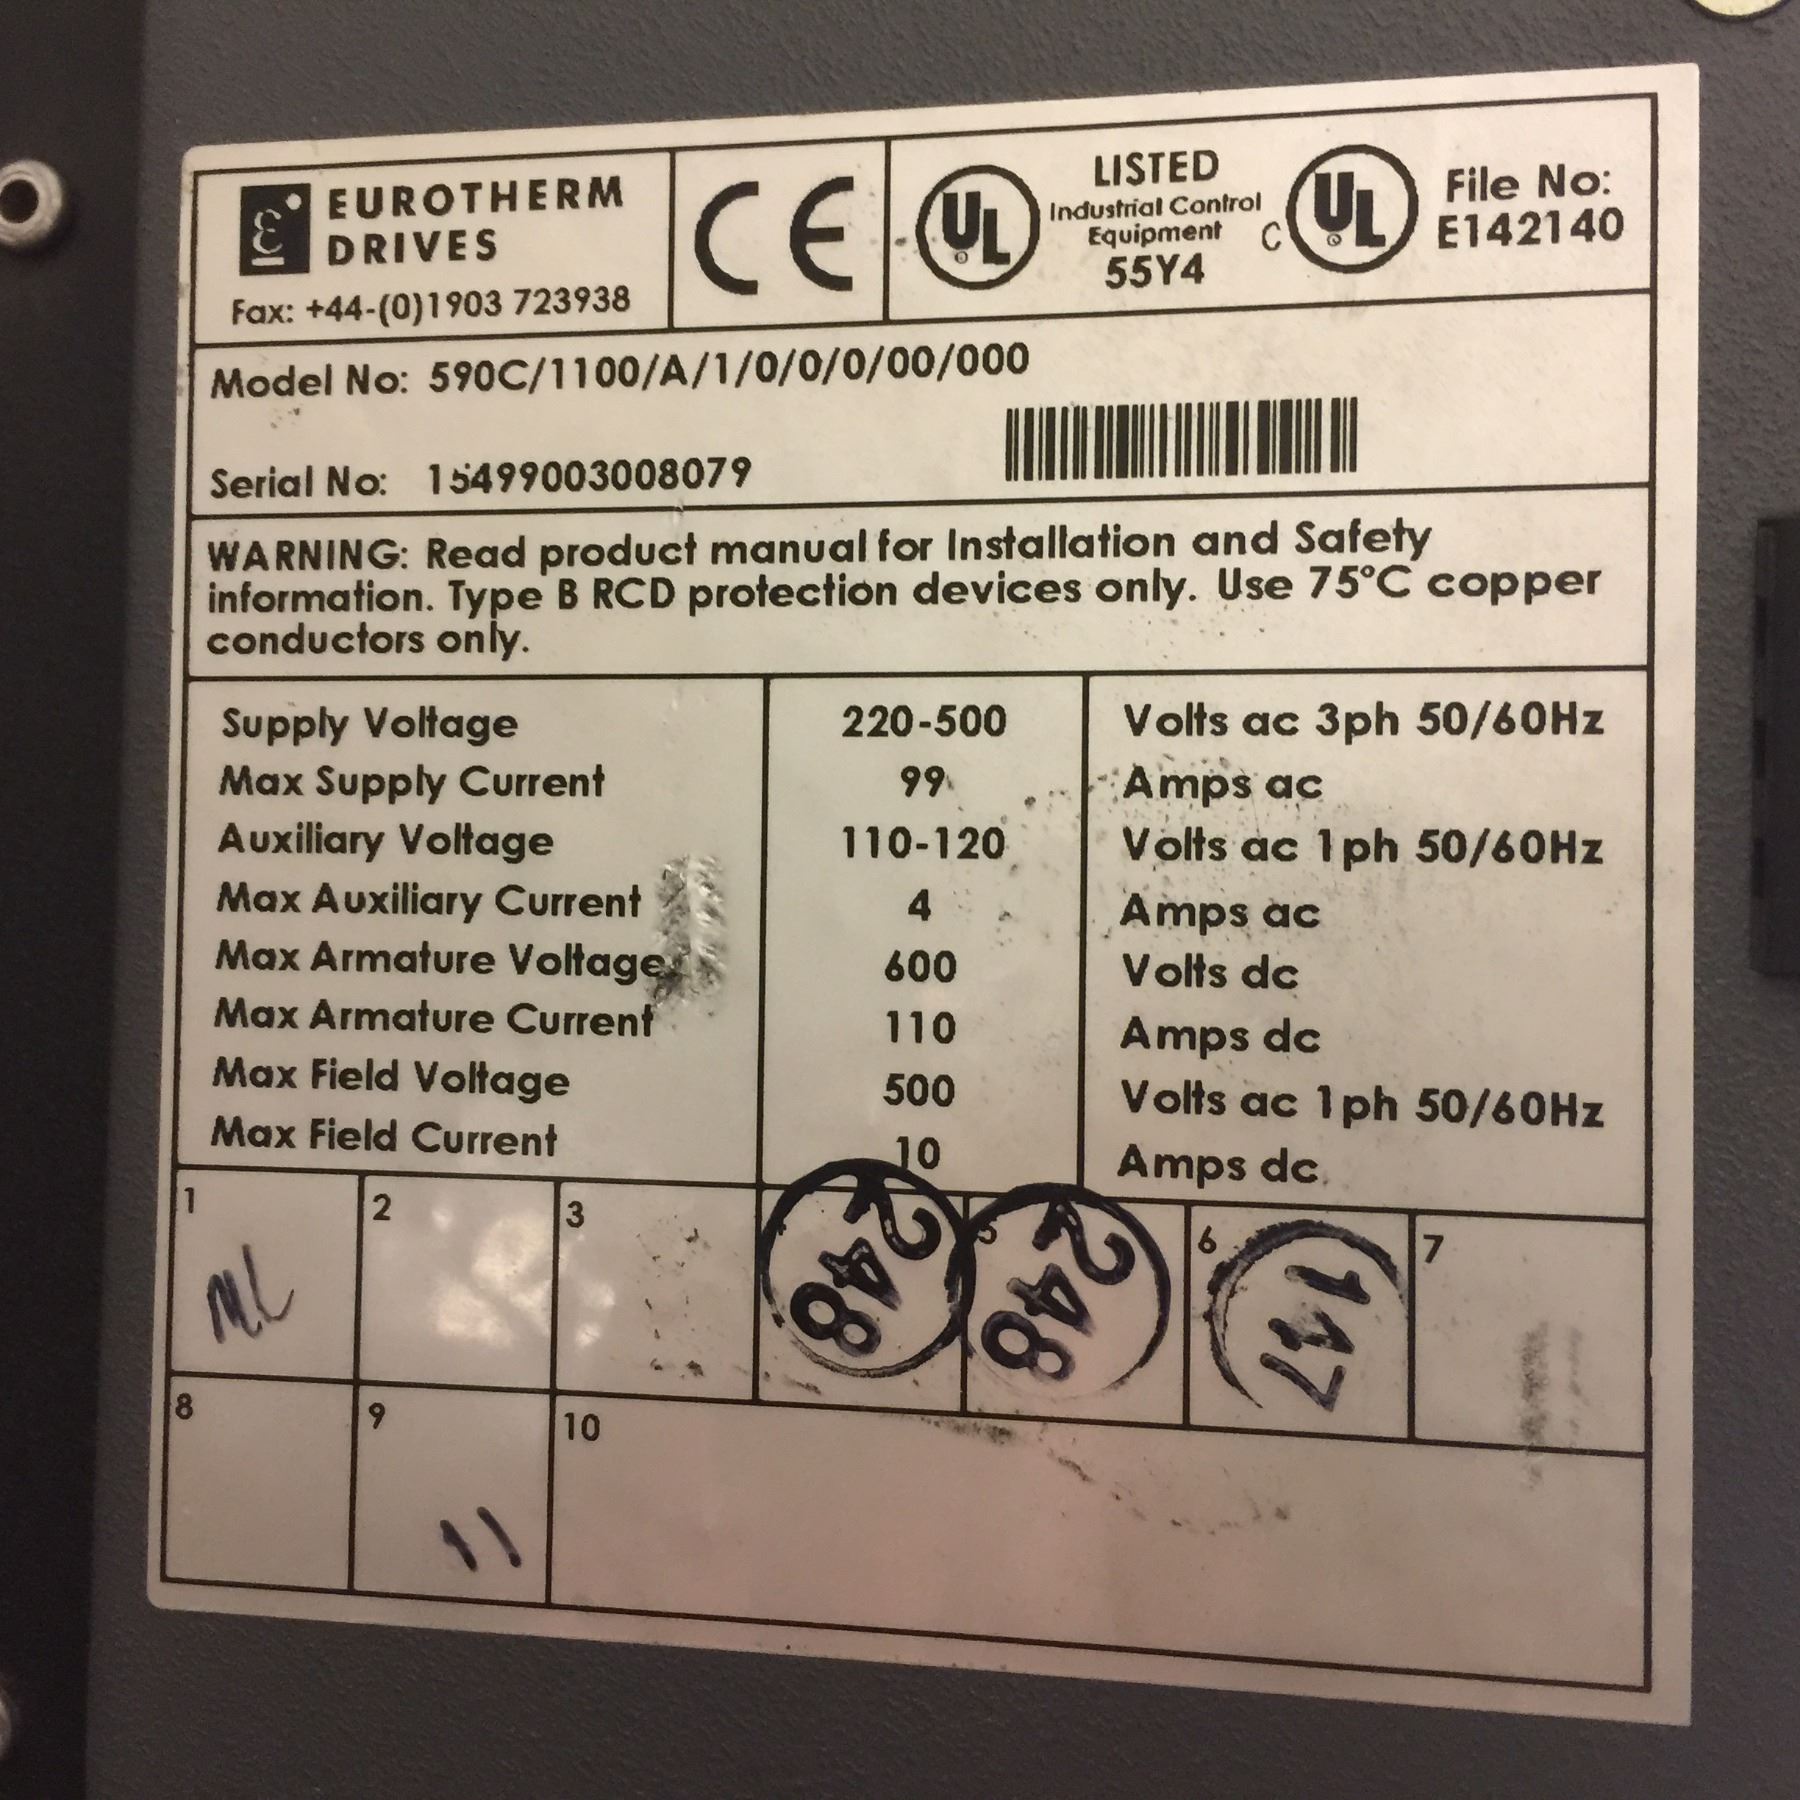 EUROTHERM
DRIVES
Fax: +44-(0)1903 723938
CE
UL
LISTED
Industrial Control
Equipment
55Y4
C UL
File No:
E142140
Model No: 590C/1100/A/1/0/0/0/00/000
Serial No: 15499003008079
WARNING: Read product manual for Installation and Safety
information. Type B RCD protection devices only. Use 75°C copper
conductors only.
Supply Voltage 220-500 Volts ac 3ph 50/60Hz
Max Supply Current 99 Amps ac
Auxiliary Voltage 110-120 Volts ac 1ph 50/60Hz
Max Auxiliary Current 4 Amps ac
Max Armature Voltage 600 Volts dc
Max Armature Current 110 Amps dc
Max Field Voltage 500 Volts ac 1ph 50/60Hz
Max Field Current 10 Amps dc
1 2 3 5 6 7
248 248 117
8 9 10
11